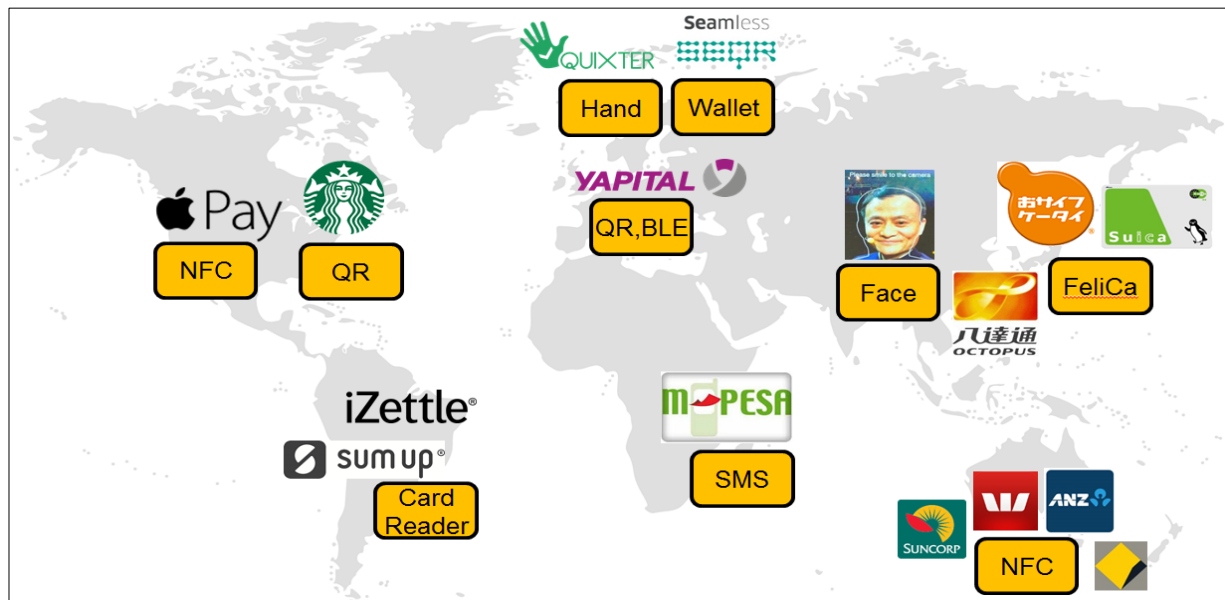 Seamless
SEQR
QUIXTER
Hand
Wallet
Pay
NFC
QR
YAPITAL
QR,BLE
Please smile to the camera
Face
おサイフ
ケータイ
®
Suica
FeliCa
八達通
OCTOPUS
iZettle®
sumup®
Card
Reader
M-PESA
SMS
SUNCORP
ANZ
NFC